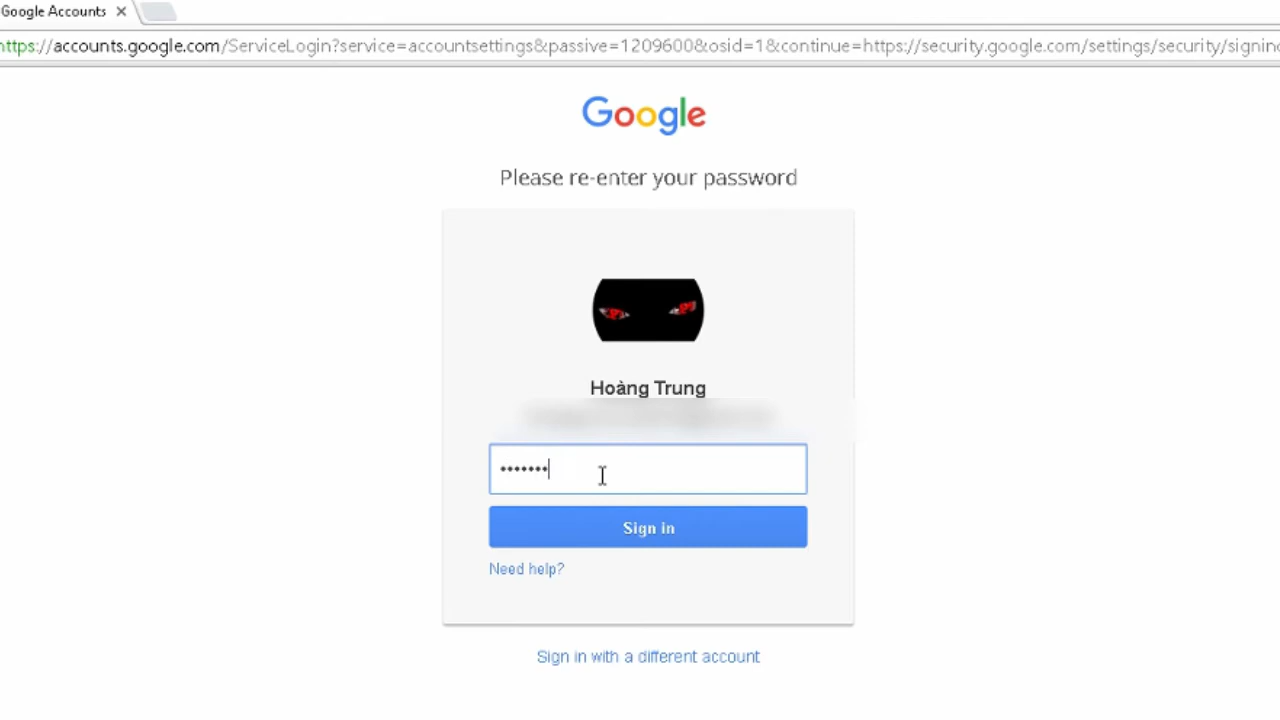 Google Accounts
https://accounts.google.com/ServiceLogin?service=accountsettings&passive=1209600&osid=1&continue=https://security.google.com/settings/security/signin
Google
Please re-enter your password
Hoàng Trung
•••••••
Sign in
Need help?
Sign in with a different account